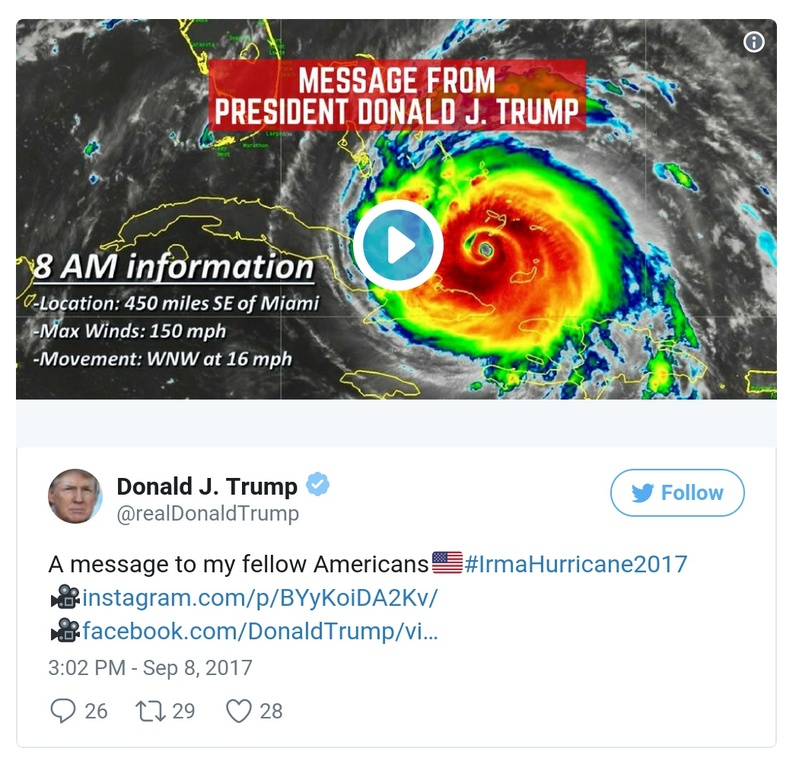 MESSAGE FROM
PRESIDENT DONALD J. TRUMP
8 AM information
-Location: 450 miles SE of Miami
-Max Winds: 150 mph
-Movement: WNW at 16 mph
Donald J. Trump
@realDonaldTrump
Follow
A message to my fellow Americans🇺🇸#IrmaHurricane2017
🎥instagram.com/p/BYyKoiDA2Kv/
🎥facebook.com/DonaldTrump/vi…
3:02 PM - Sep 8, 2017
26 29 28